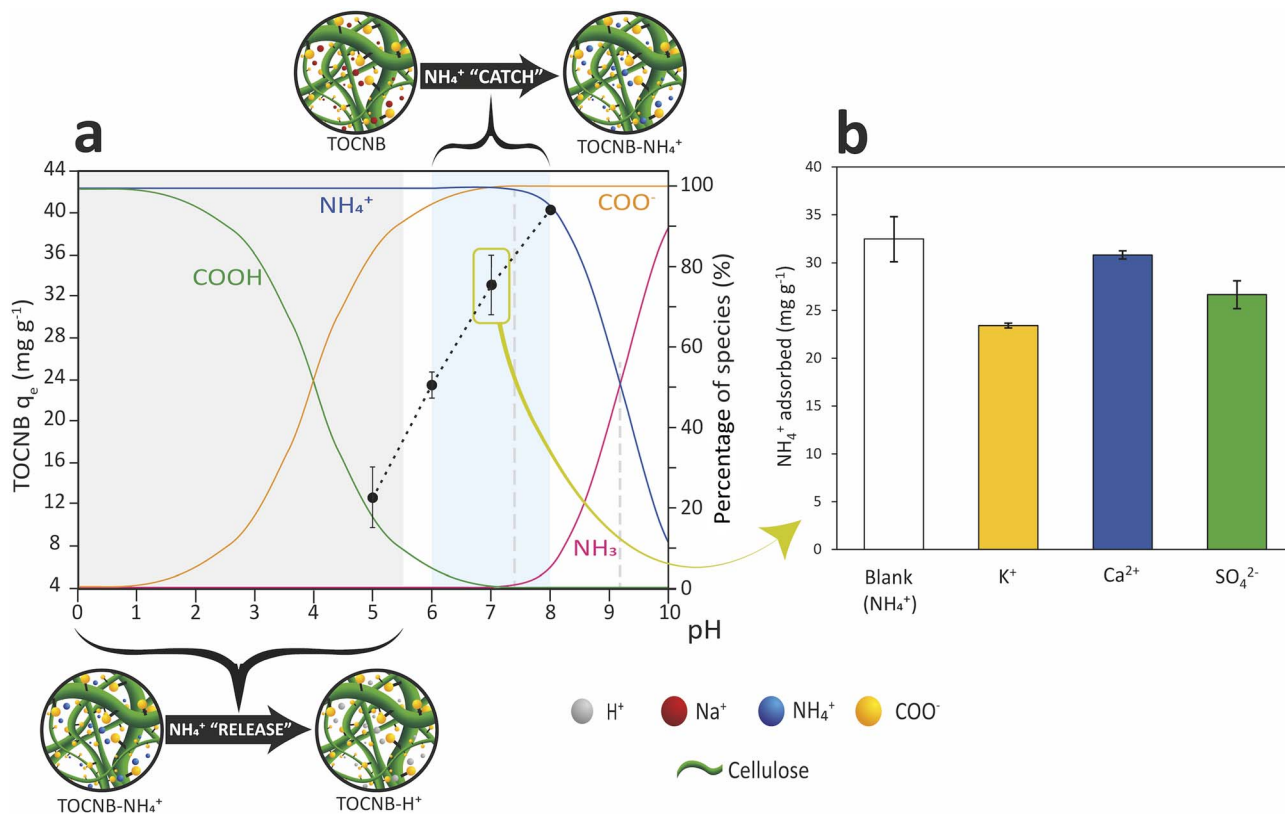 NH₄⁺ “CATCH”
TOCNB
TOCNB-NH₄⁺
a
b
44
40
36
32
28
24
20
16
12
8
4
TOCNB qₑ (mg g⁻¹)
NH₄⁺
COO⁻
COOH
NH₃
100
80
60
40
20
0
Percentage of species (%)
0 1 2 3 4 5 6 7 8 9 10
pH
40
35
30
25
20
15
10
5
0
NH₄⁺ adsorbed (mg g⁻¹)
Blank
(NH₄⁺)
K⁺
Ca²⁺
SO₄²⁻
NH₄⁺ “RELEASE”
TOCNB-NH₄⁺
TOCNB-H⁺
H⁺
Na⁺
NH₄⁺
COO⁻
Cellulose